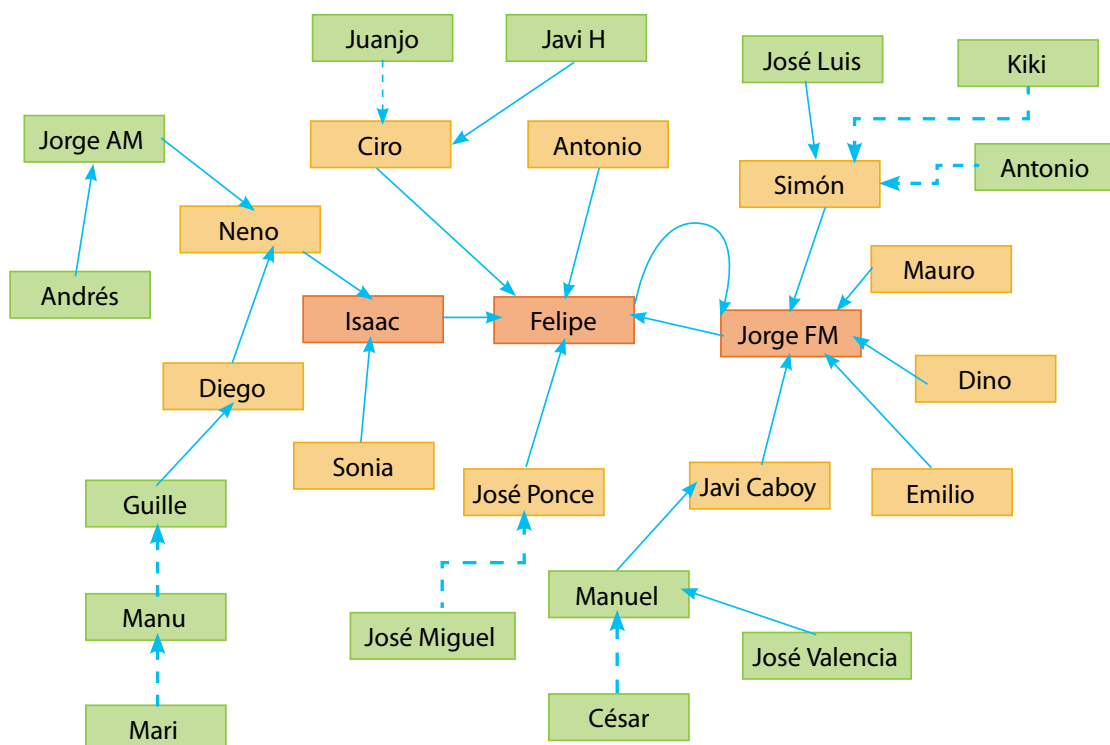 Juanjo
Javi H
José Luis
Kiki
Jorge AM
Ciro
Antonio
Simón
Antonio
Neno
Mauro
Andrés
Isaac
Felipe
Jorge FM
Diego
Dino
Sonia
José Ponce
Javi Caboy
Emilio
Guille
Manu
José Miguel
Manuel
José Valencia
Mari
César